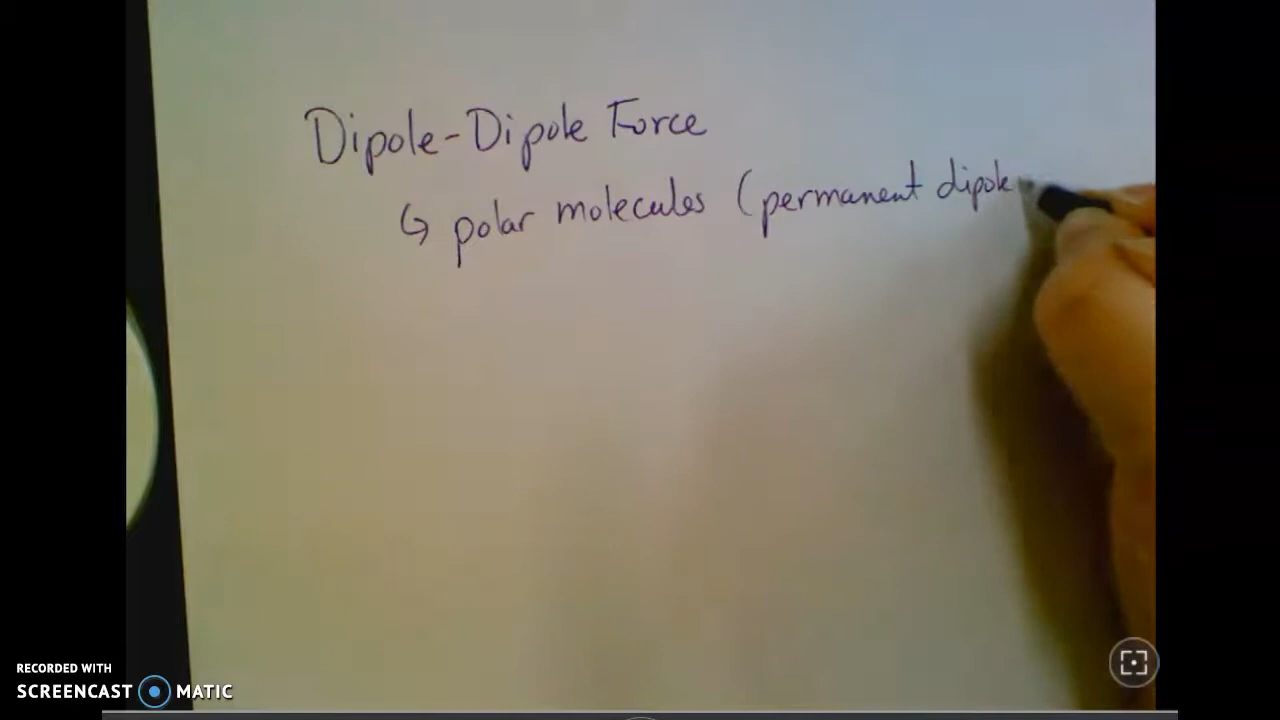 Dipole-Dipole Force
↳ polar molecules (permanent dipole
RECORDED WITH
SCREENCAST MATIC